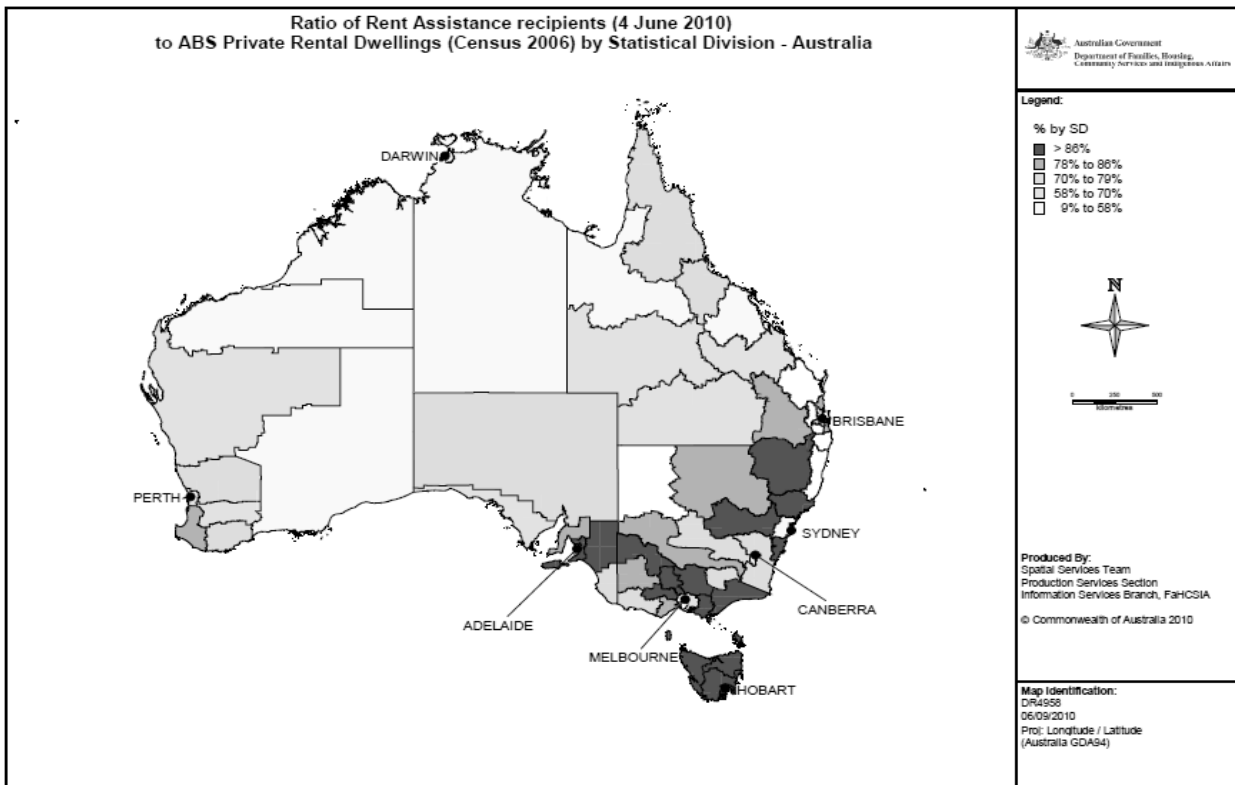 Ratio of Rent Assistance recipients (4 June 2010)
to ABS Private Rental Dwellings (Census 2006) by Statistical Division - Australia
Australian Government
Department of Families, Housing,
Community Services and Indigenous Affairs
Legend:
% by SD
> 86%
78% to 86%
70% to 79%
58% to 70%
9% to 58%
N
0 250 500
kilometres
DARWIN
BRISBANE
PERTH
SYDNEY
ADELAIDE
CANBERRA
MELBOURNE
HOBART
Produced By:
Spatial Services Team
Production Services Section
Information Services Branch, FaHCSIA
© Commonwealth of Australia 2010
Map Identification:
DR4958
06/09/2010
Proj: Longitude / Latitude
(Australia GDA94)